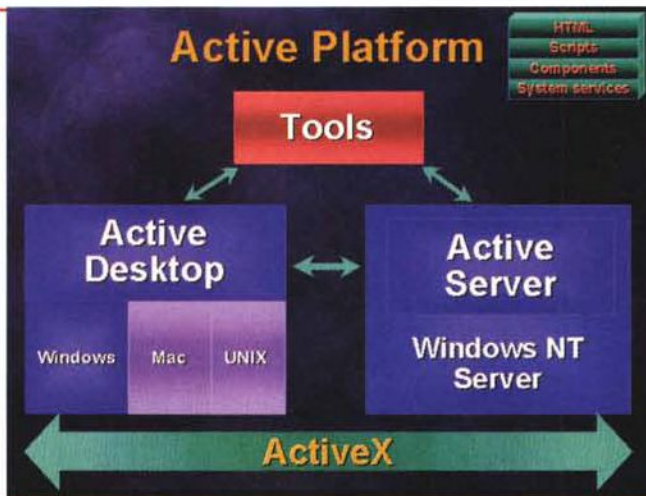 Active Platform
HTML
Scripts
Components
System services
Tools
Active
Desktop
Active
Server
Windows
Mac
UNIX
Windows NT
Server
ActiveX